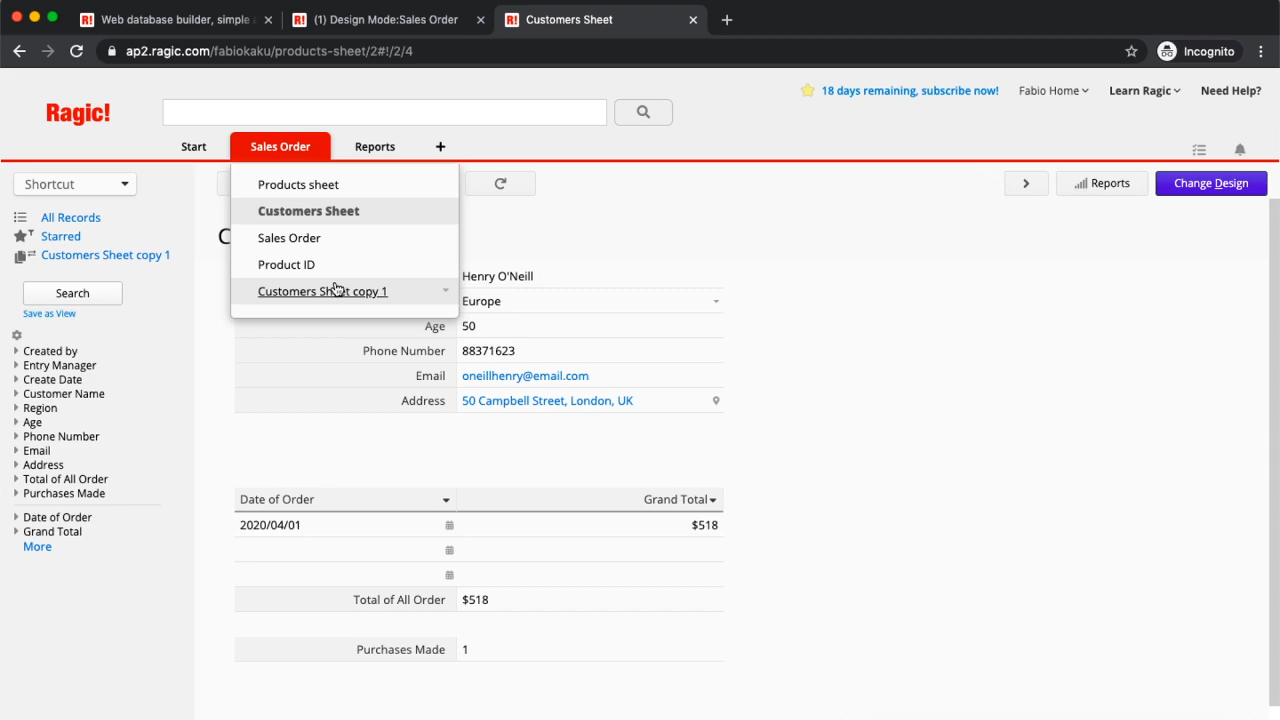 Web database builder, simple a
(1) Design Mode:Sales Order
Customers Sheet
ap2.ragic.com/fabiokaku/products-sheet/2#!/2/4
Incognito
18 days remaining, subscribe now!
Fabio Home
Learn Ragic
Need Help?
Ragic!
Start
Sales Order
Reports
+
Shortcut
All Records
Starred
Customers Sheet copy 1
Search
Save as View
Created by
Entry Manager
Create Date
Customer Name
Region
Age
Phone Number
Email
Address
Total of All Order
Purchases Made
Date of Order
Grand Total
More
Products sheet
Customers Sheet
Sales Order
Product ID
Customers Sheet copy 1
Reports
Change Design
C
Henry O'Neill
Europe
Age 50
Phone Number 88371623
Email oneillhenry@email.com
Address 50 Campbell Street, London, UK
Date of Order Grand Total
2020/04/01 $518
Total of All Order $518
Purchases Made 1